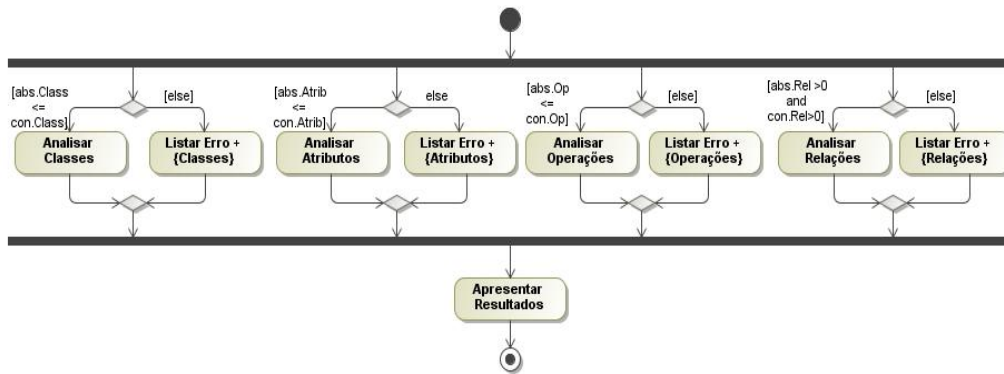 [abs.Class
<=
con.Class]
[else]
Analisar
Classes
Listar Erro +
{Classes}
[abs.Atrib
<=
con.Atrib]
else
Analisar
Atributos
Listar Erro +
{Atributos}
[abs.Op
<=
con.Op]
[else]
Analisar
Operações
Listar Erro +
{Operações}
[abs.Rel >0
and
con.Rel>0]
[else]
Analisar
Relações
Listar Erro +
{Relações}
Apresentar
Resultados